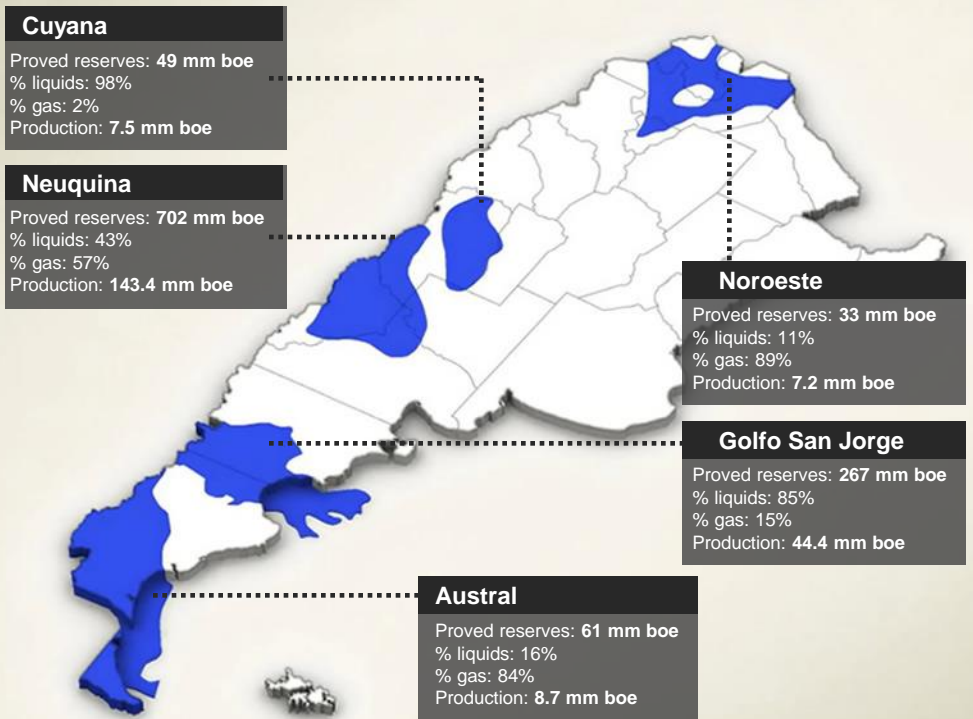 Cuyana
Proved reserves: 49 mm boe
% liquids: 98%
% gas: 2%
Production: 7.5 mm boe
Neuquina
Proved reserves: 702 mm boe
% liquids: 43%
% gas: 57%
Production: 143.4 mm boe
Noroeste
Proved reserves: 33 mm boe
% liquids: 11%
% gas: 89%
Production: 7.2 mm boe
Golfo San Jorge
Proved reserves: 267 mm boe
% liquids: 85%
% gas: 15%
Production: 44.4 mm boe
Austral
Proved reserves: 61 mm boe
% liquids: 16%
% gas: 84%
Production: 8.7 mm boe